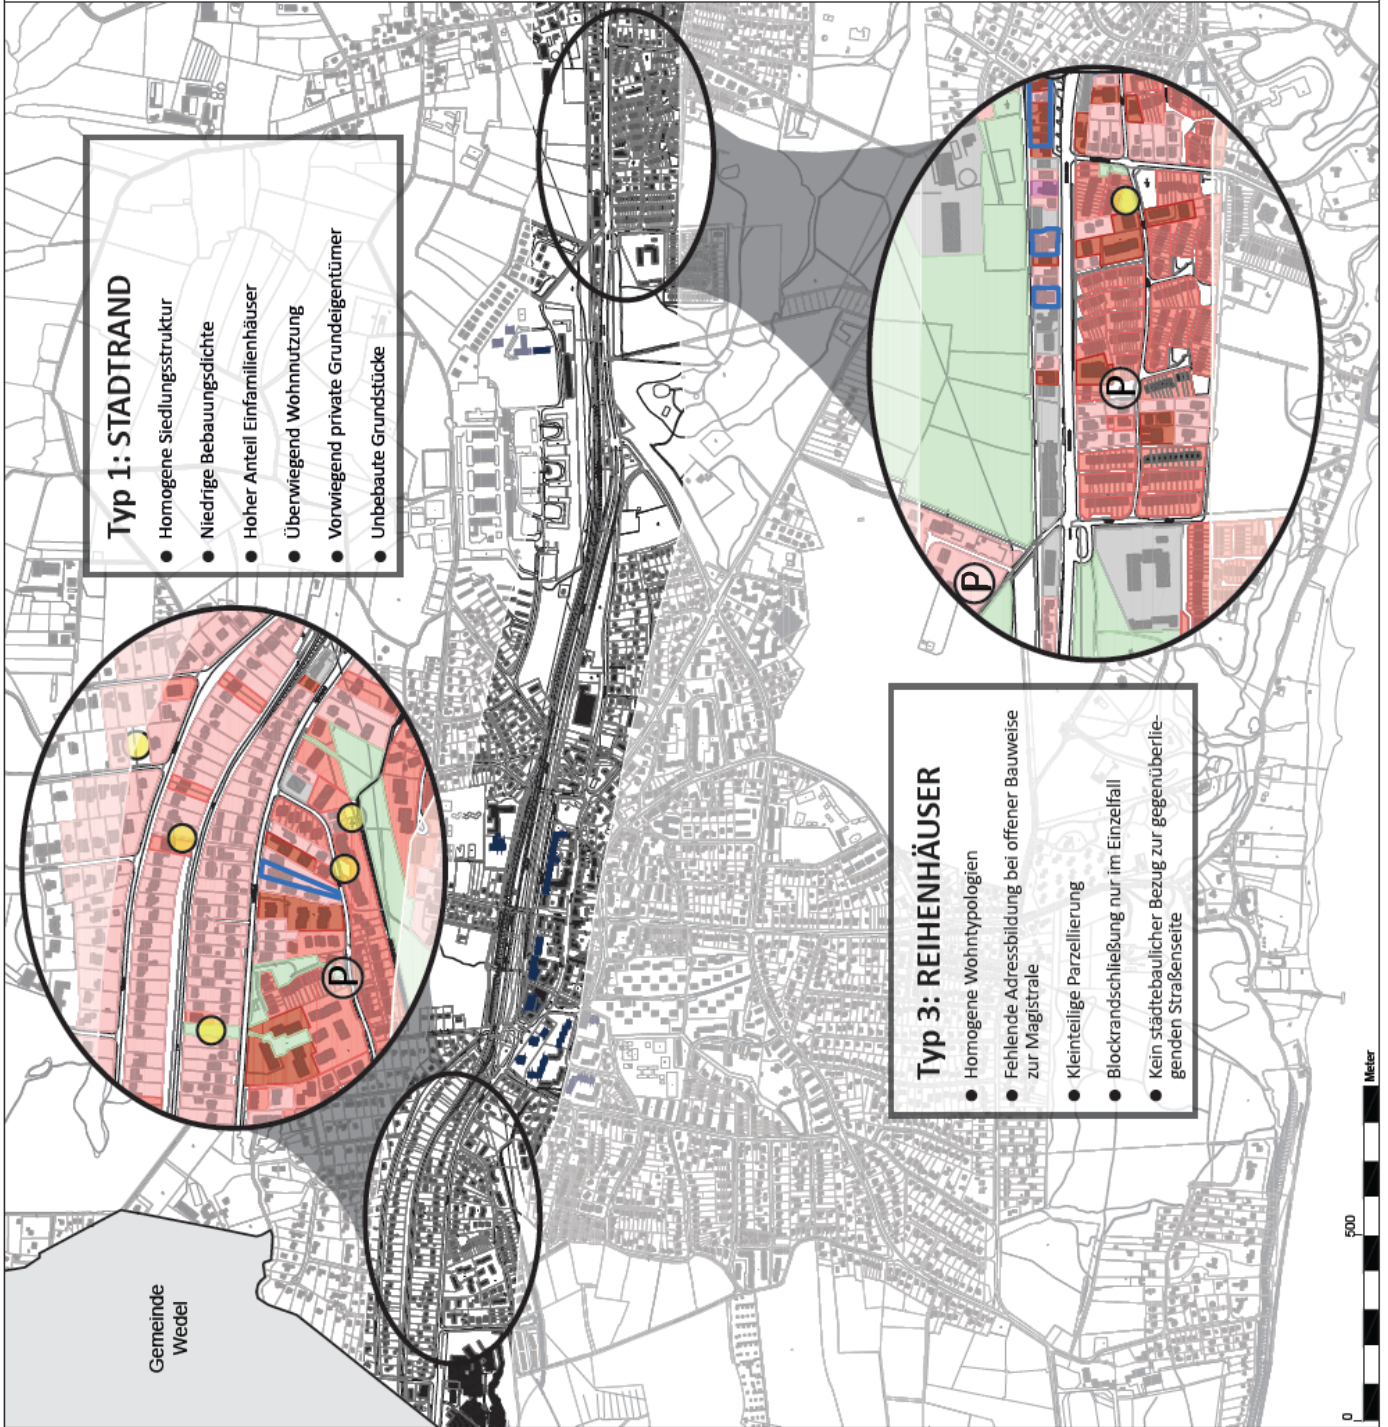 Typ 1: STADTRAND
● Homogene Siedlungsstruktur
● Niedrige Bebauungsdichte
● Hoher Anteil Einfamilienhäuser
● Überwiegend Wohnnutzung
● Vorwiegend private Grundeigentümer
● Unbebaute Grundstücke
Gemeinde
Wedel
P
Typ 3: REIHENHÄUSER
● Homogene Wohntypologien
● Fehlende Adressbildung bei offener Bauweise
zur Magistrale
● Kleinteilige Parzellierung
● Blockrandschließung nur im Einzelfall
● Kein städtebaulicher Bezug zur gegenüberlie-
genden Straßenseite
P
P
0
500
Meter